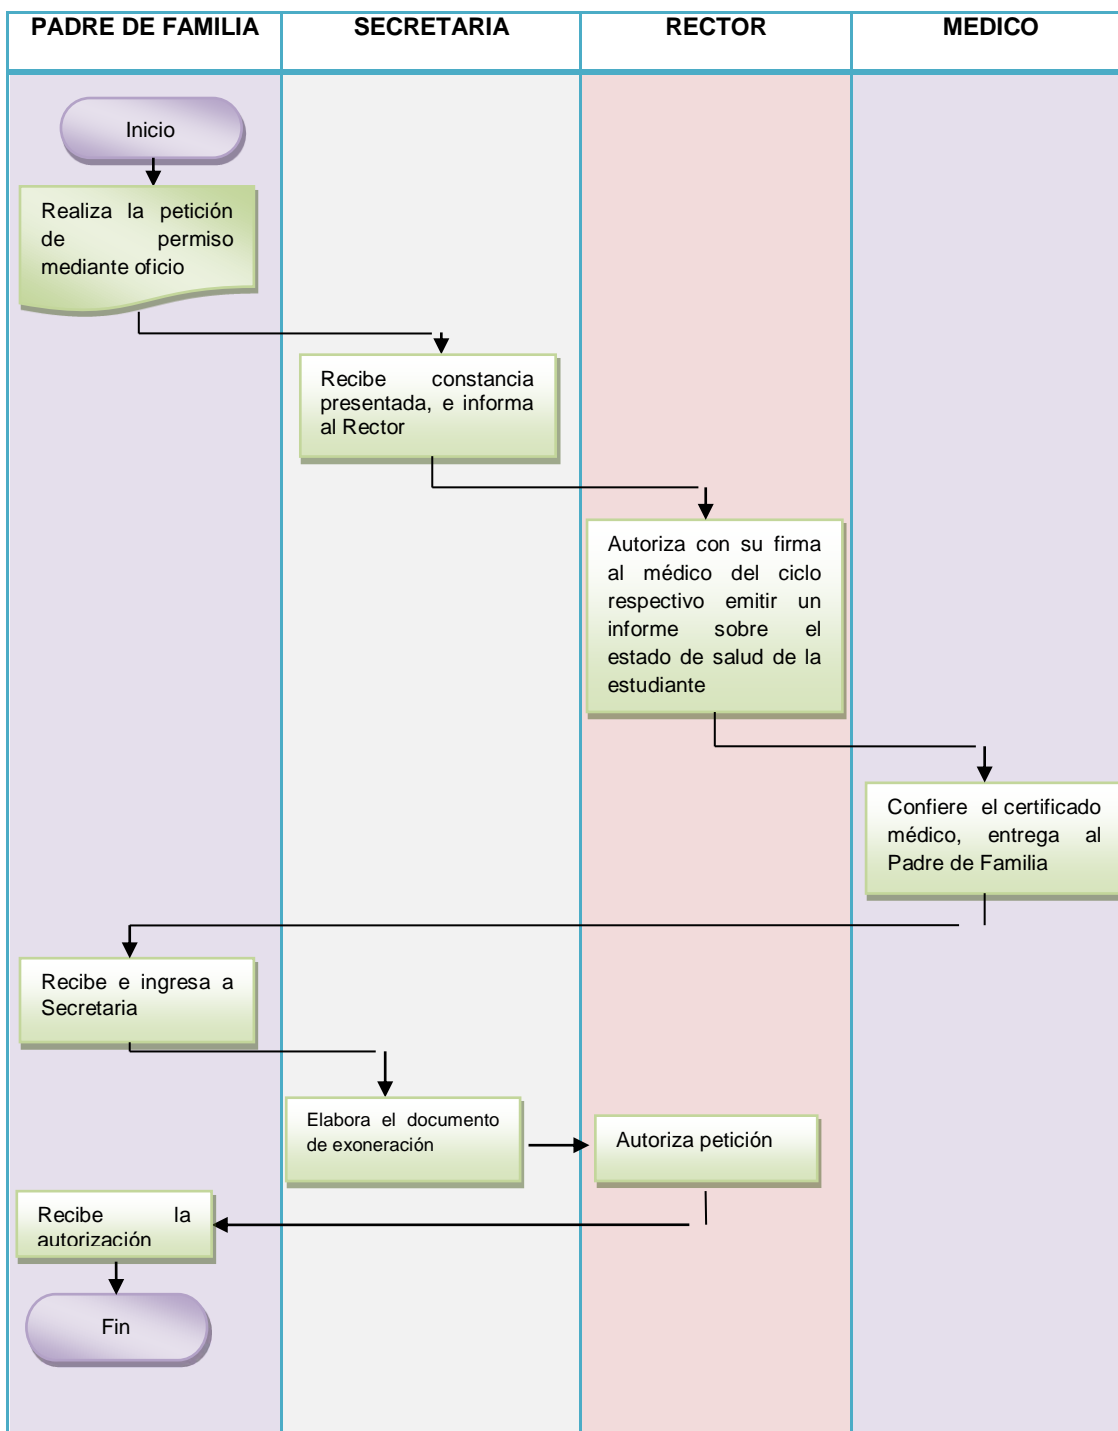 PADRE DE FAMILIA SECRETARIA RECTOR MEDICO
Inicio
Realiza la petición
de permiso
mediante oficio
Recibe constancia
presentada, e informa
al Rector
Autoriza con su firma
al médico del ciclo
respectivo emitir un
informe sobre el
estado de salud de la
estudiante
Confiere el certificado
médico, entrega al
Padre de Familia
Recibe e ingresa a
Secretaria
Elabora el documento
de exoneración
Autoriza petición
Recibe la
autorización
Fin